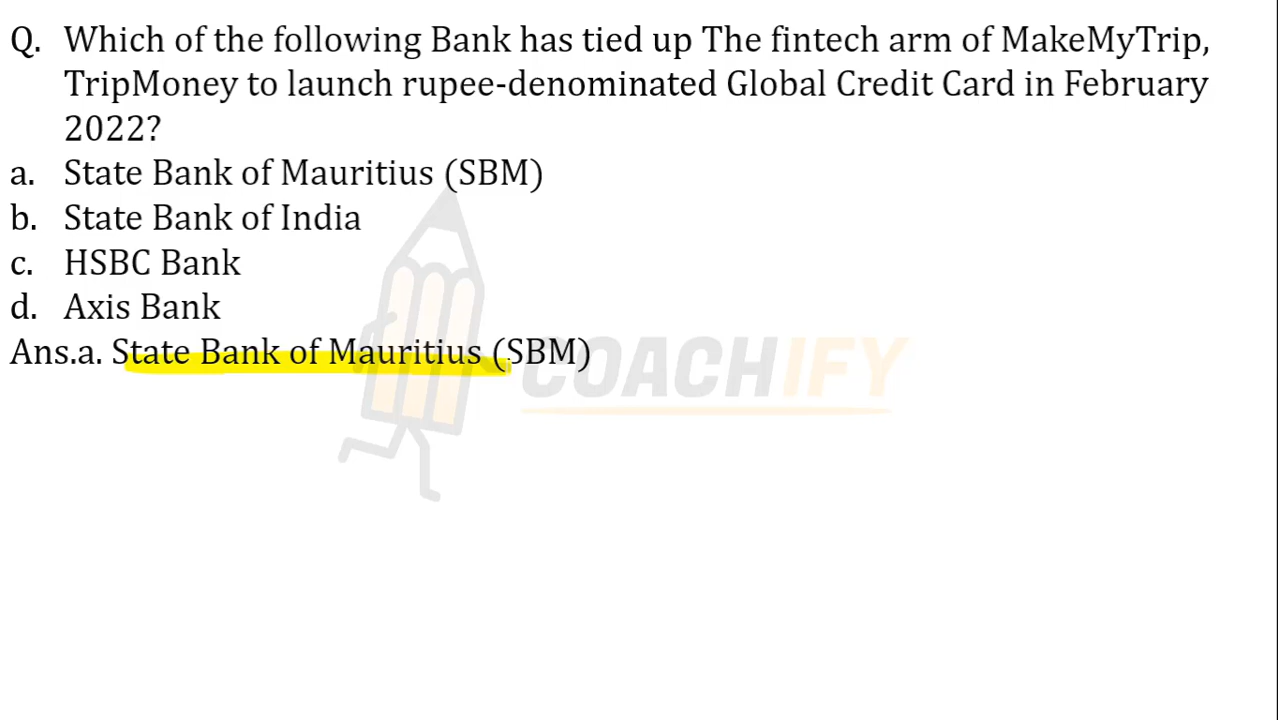 Q. Which of the following Bank has tied up The fintech arm of MakeMyTrip,
TripMoney to launch rupee-denominated Global Credit Card in February
2022?
a. State Bank of Mauritius (SBM)
b. State Bank of India
c. HSBC Bank
d. Axis Bank
Ans.a. State Bank of Mauritius (SBM)
COACHIFY